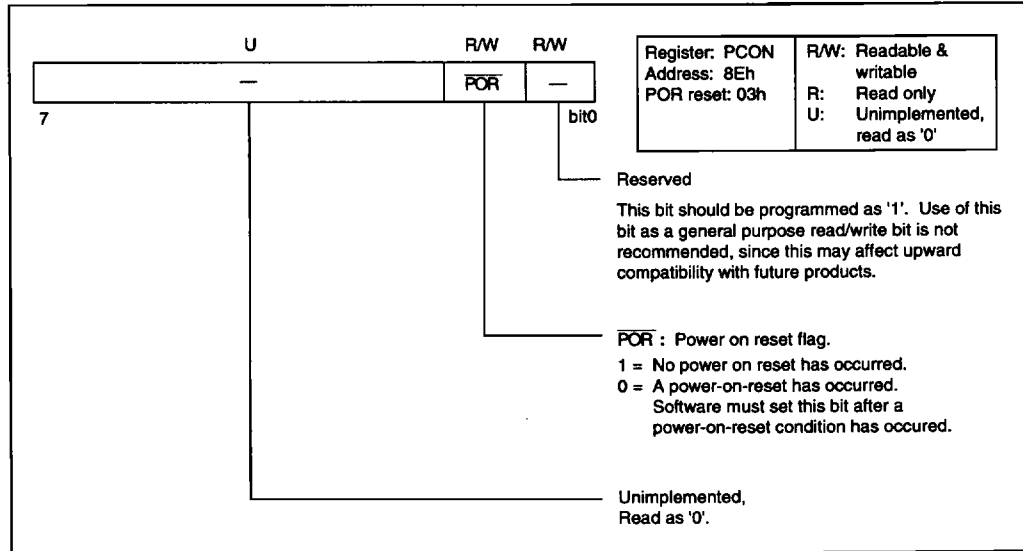 U R/W R/W
— P̅O̅R̅ —
7 bit0
Register: PCON
Address: 8Eh
POR reset: 03h
R/W: Readable &
writable
R: Read only
U: Unimplemented,
read as '0'
Reserved
This bit should be programmed as '1'. Use of this
bit as a general purpose read/write bit is not
recommended, since this may affect upward
compatibility with future products.
P̅O̅R̅ : Power on reset flag.
1 = No power on reset has occurred.
0 = A power-on-reset has occurred.
Software must set this bit after a
power-on-reset condition has occured.
Unimplemented,
Read as '0'.